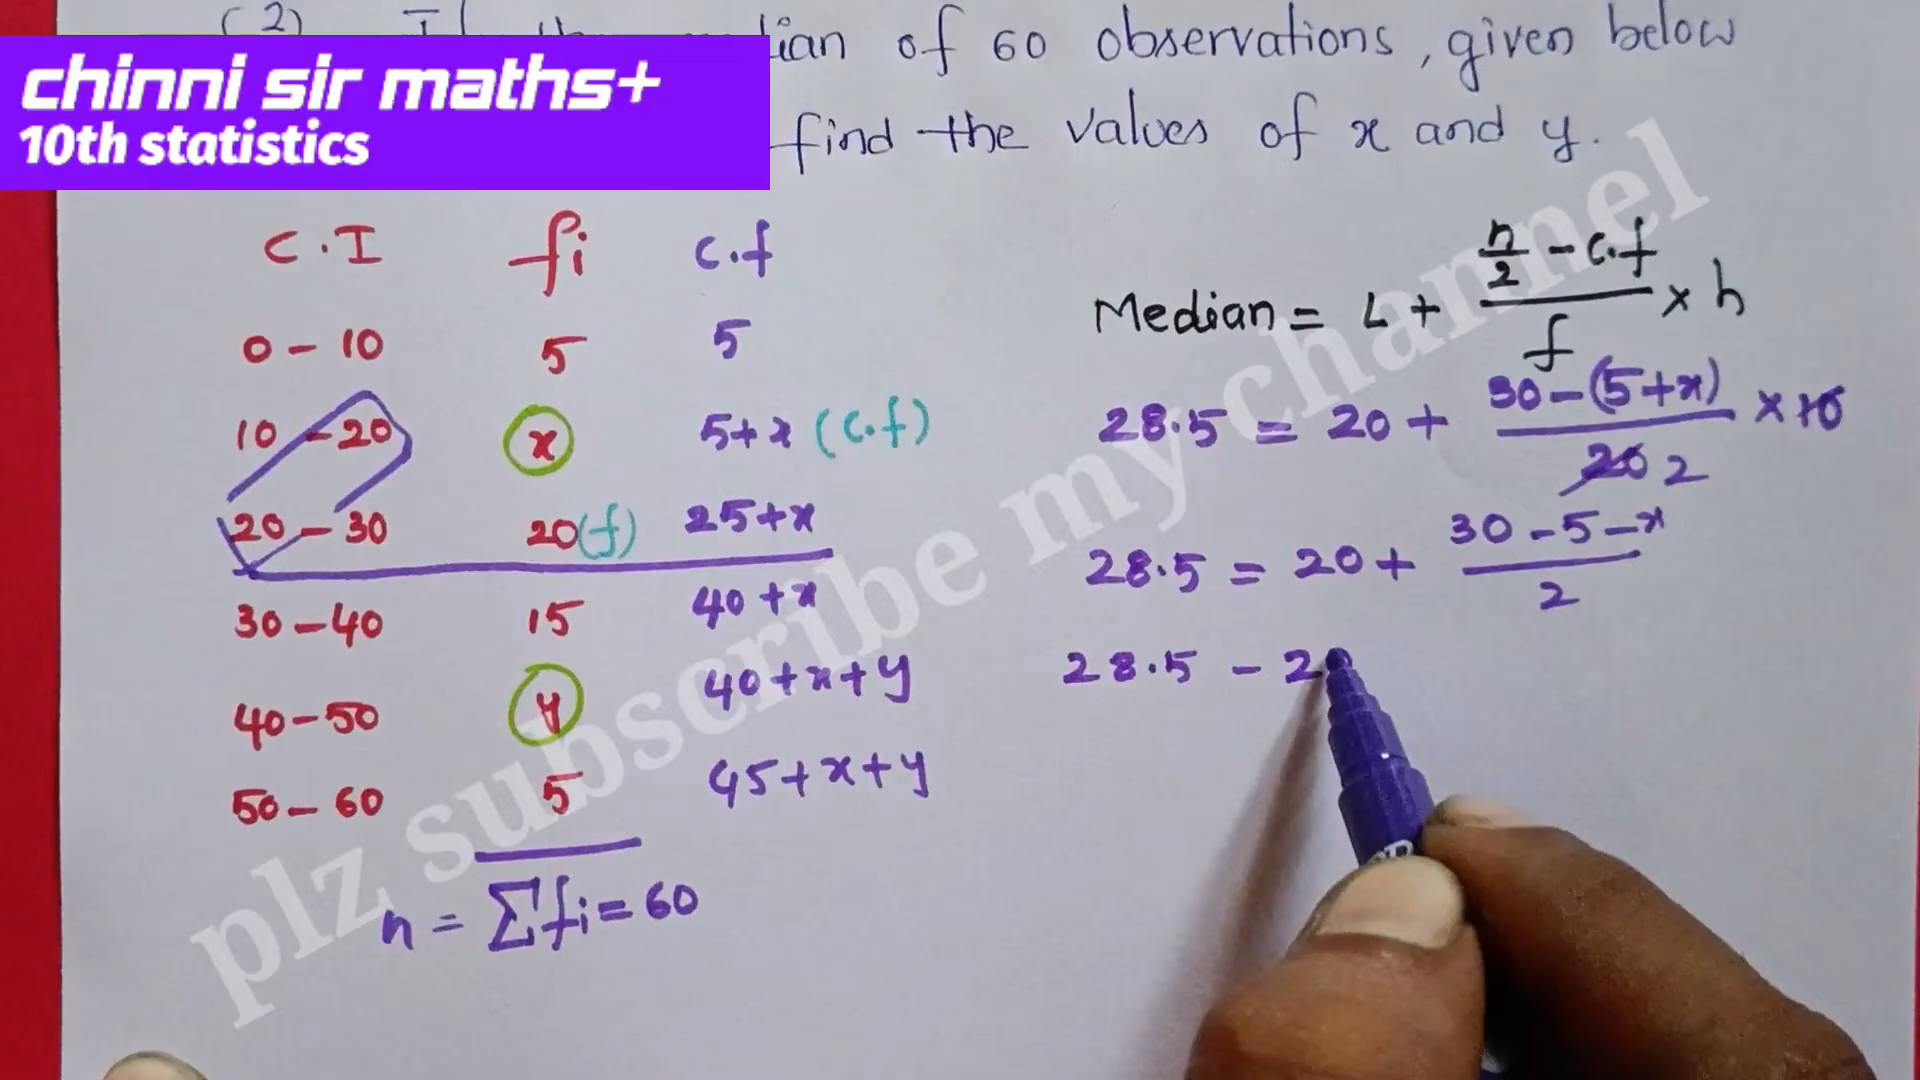 (2) ian of 60 observations, given below
chinni sir maths+
10th statistics
find the values of x and y.
C.I fi c.f
0 - 10 5 5
10 - 20 x 5+x (c.f)
20 - 30 20(f) 25+x
30 - 40 15 40+x
40 - 50 y 40+x+y
50 - 60 5 45+x+y
n = Σfi = 60
Median = L + n/2 - c.f / f × h
28.5 = 20 + 30-(5+x) / 20 2 × 10
28.5 = 20 + 30-5-x / 2
28.5 - 2
plz subscribe my channel